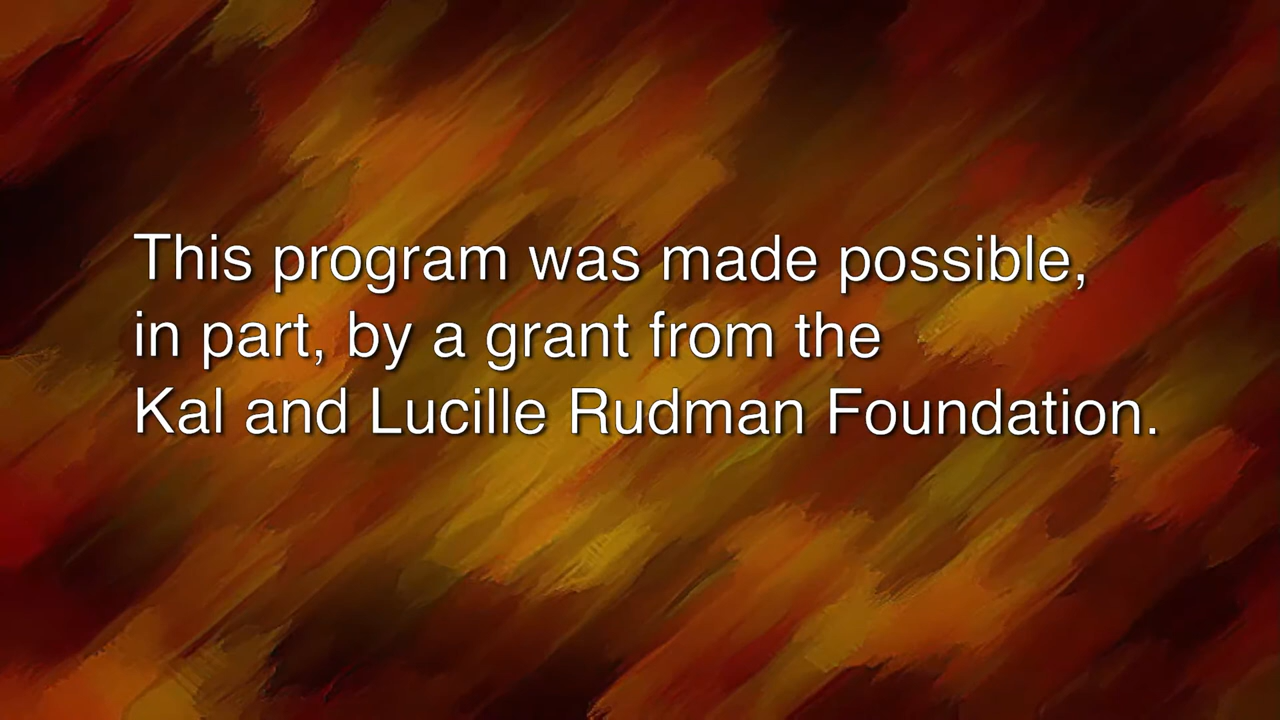 This program was made possible,
in part, by a grant from the
Kal and Lucille Rudman Foundation.